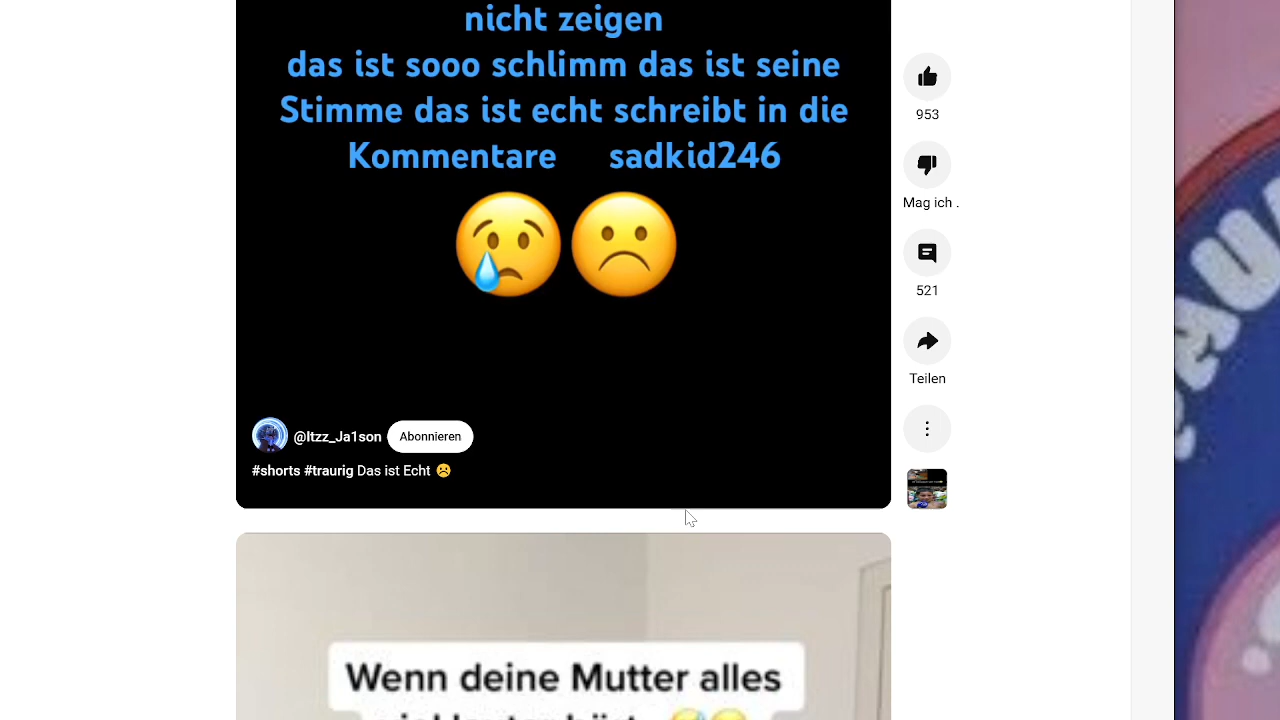 nicht zeigen
das ist sooo schlimm das ist seine
Stimme das ist echt schreibt in die
Kommentare sadkid246
953
Mag ich .
521
Teilen
@Itzz_Ja1son Abonnieren
#shorts #traurig Das ist Echt
Wenn deine Mutter alles